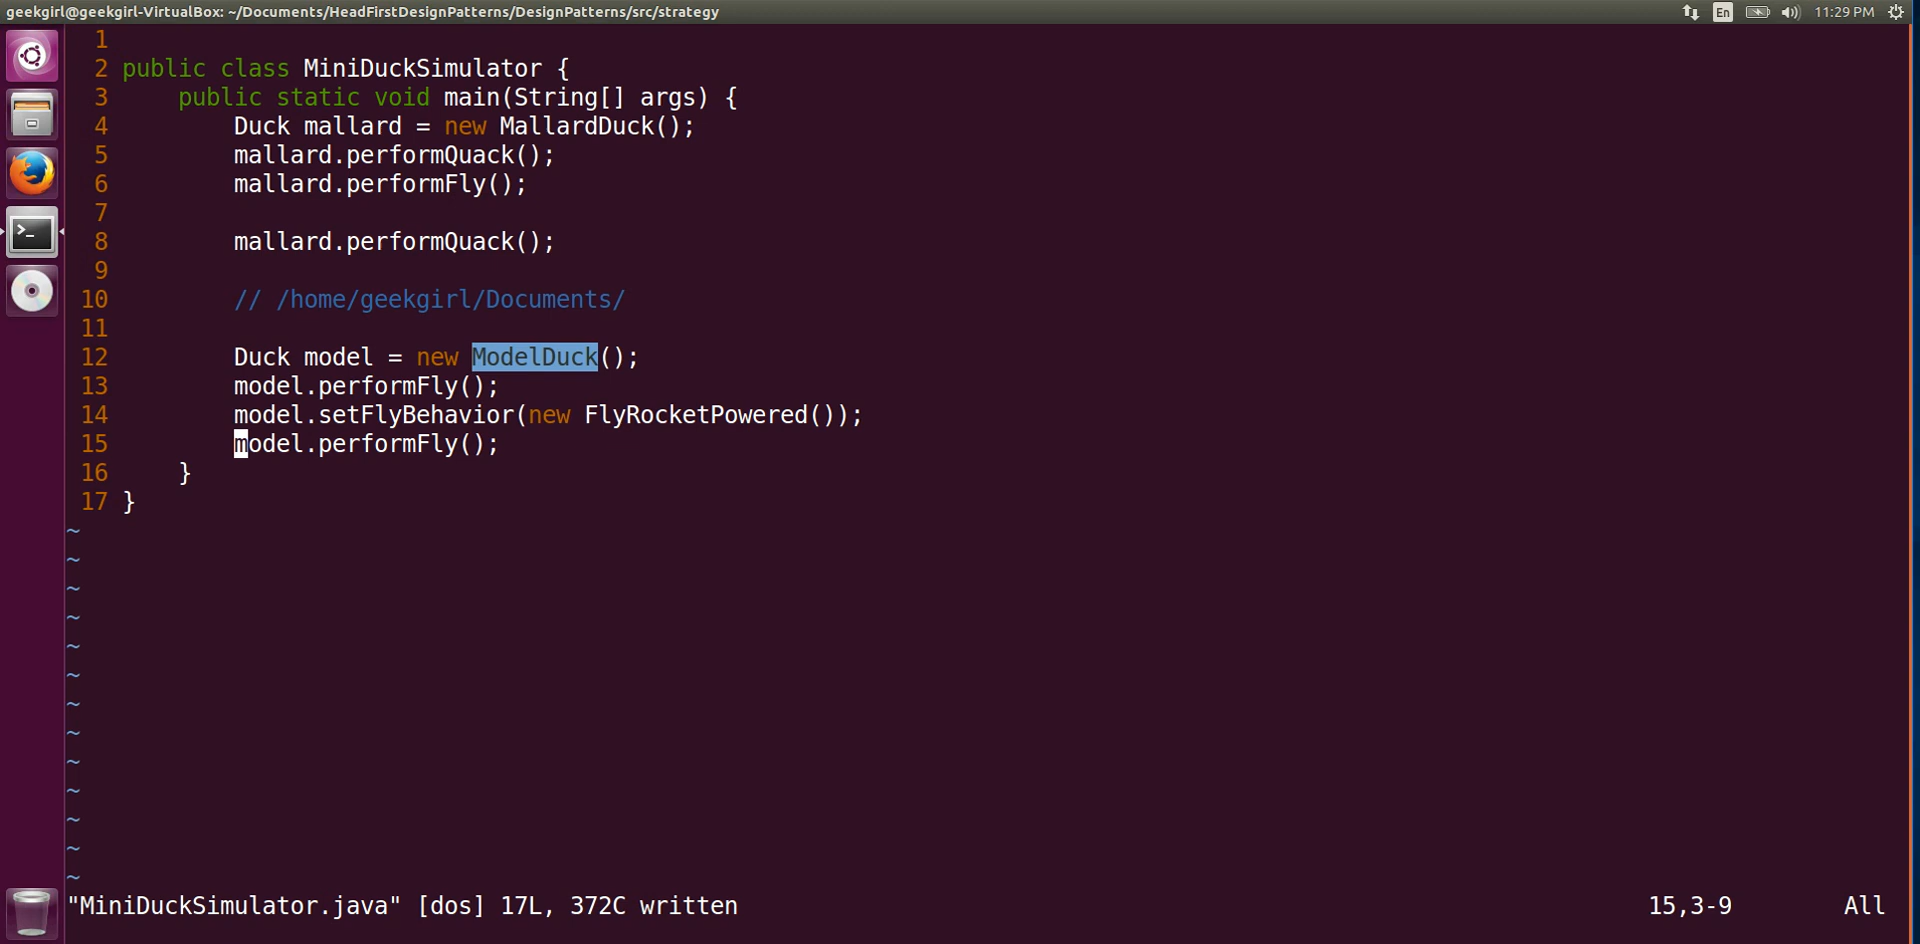 geekgirl@geekgirl-VirtualBox: ~/Documents/HeadFirstDesignPatterns/DesignPatterns/src/strategy
En
11:29 PM
1
2 public class MiniDuckSimulator {
3     public static void main(String[] args) {
4         Duck mallard = new MallardDuck();
5         mallard.performQuack();
6         mallard.performFly();
7
8         mallard.performQuack();
9
10         // /home/geekgirl/Documents/
11
12         Duck model = new ModelDuck();
13         model.performFly();
14         model.setFlyBehavior(new FlyRocketPowered());
15         model.performFly();
16     }
17 }
~
~
~
~
~
~
~
~
~
~
~
~
~
"MiniDuckSimulator.java" [dos] 17L, 372C written 15,3-9 All